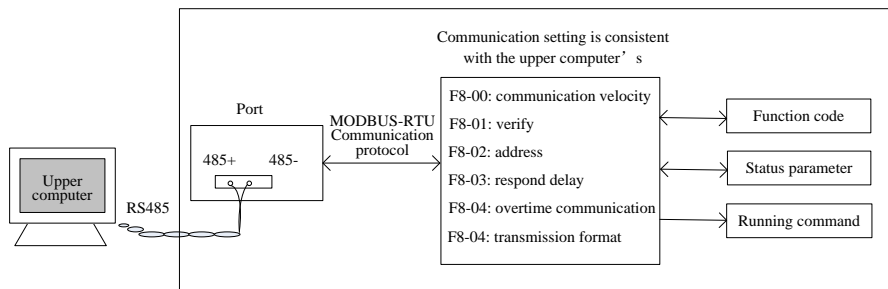 Communication setting is consistent
with the upper computer’ s
F8-00: communication velocity
F8-01: verify
F8-02: address
F8-03: respond delay
F8-04: overtime communication
F8-04: transmission format
Port
485+ 485-
MODBUS-RTU
Communication
protocol
Upper
computer
RS485
Function code
Status parameter
Running command